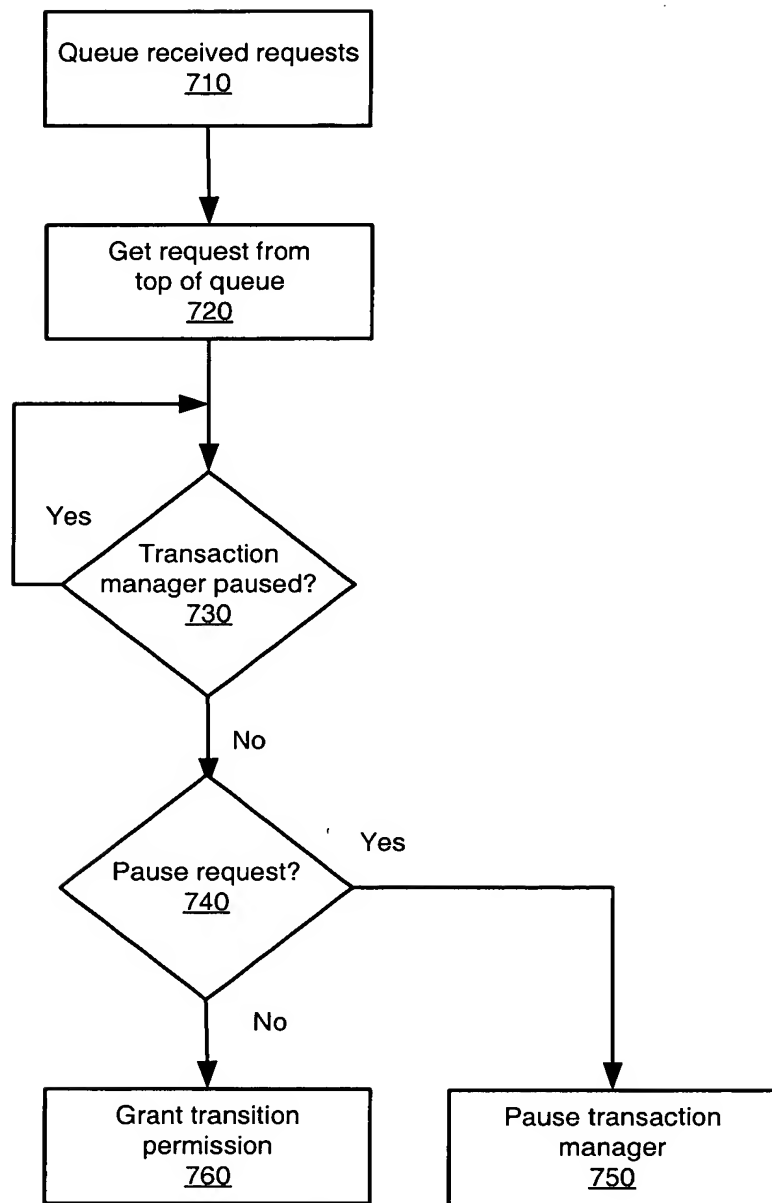 Queue received requests
710
Get request from
top of queue
720
Yes
Transaction
manager paused?
730
No
Yes
Pause request?
740
No
Grant transition
permission
760
Pause transaction
manager
750